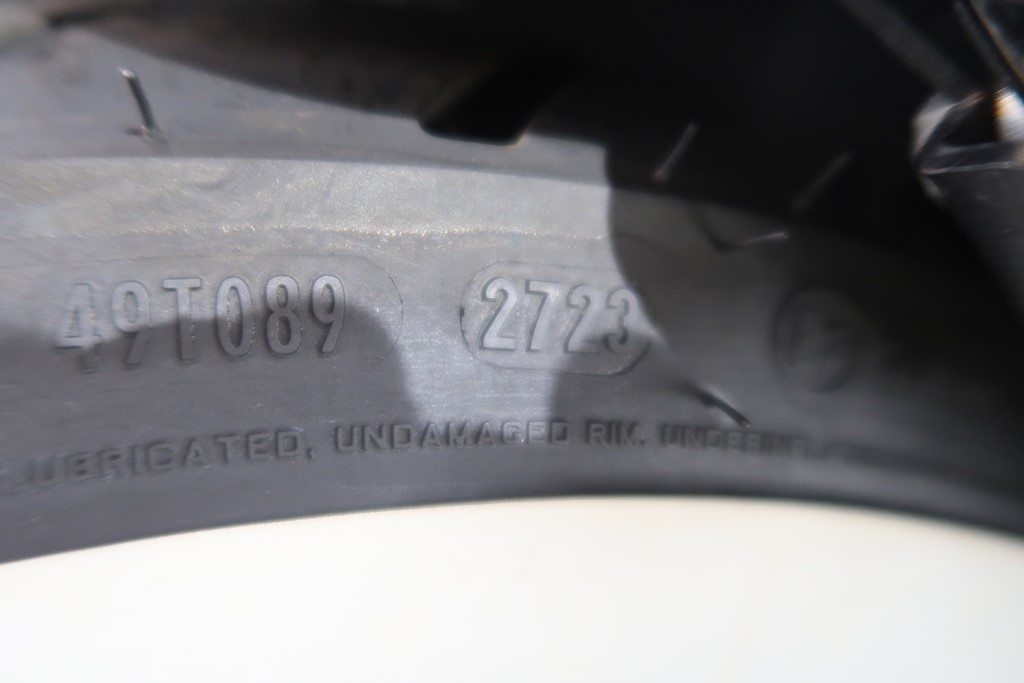 49T089 2723
LUBRICATED, UNDAMAGED RIM.